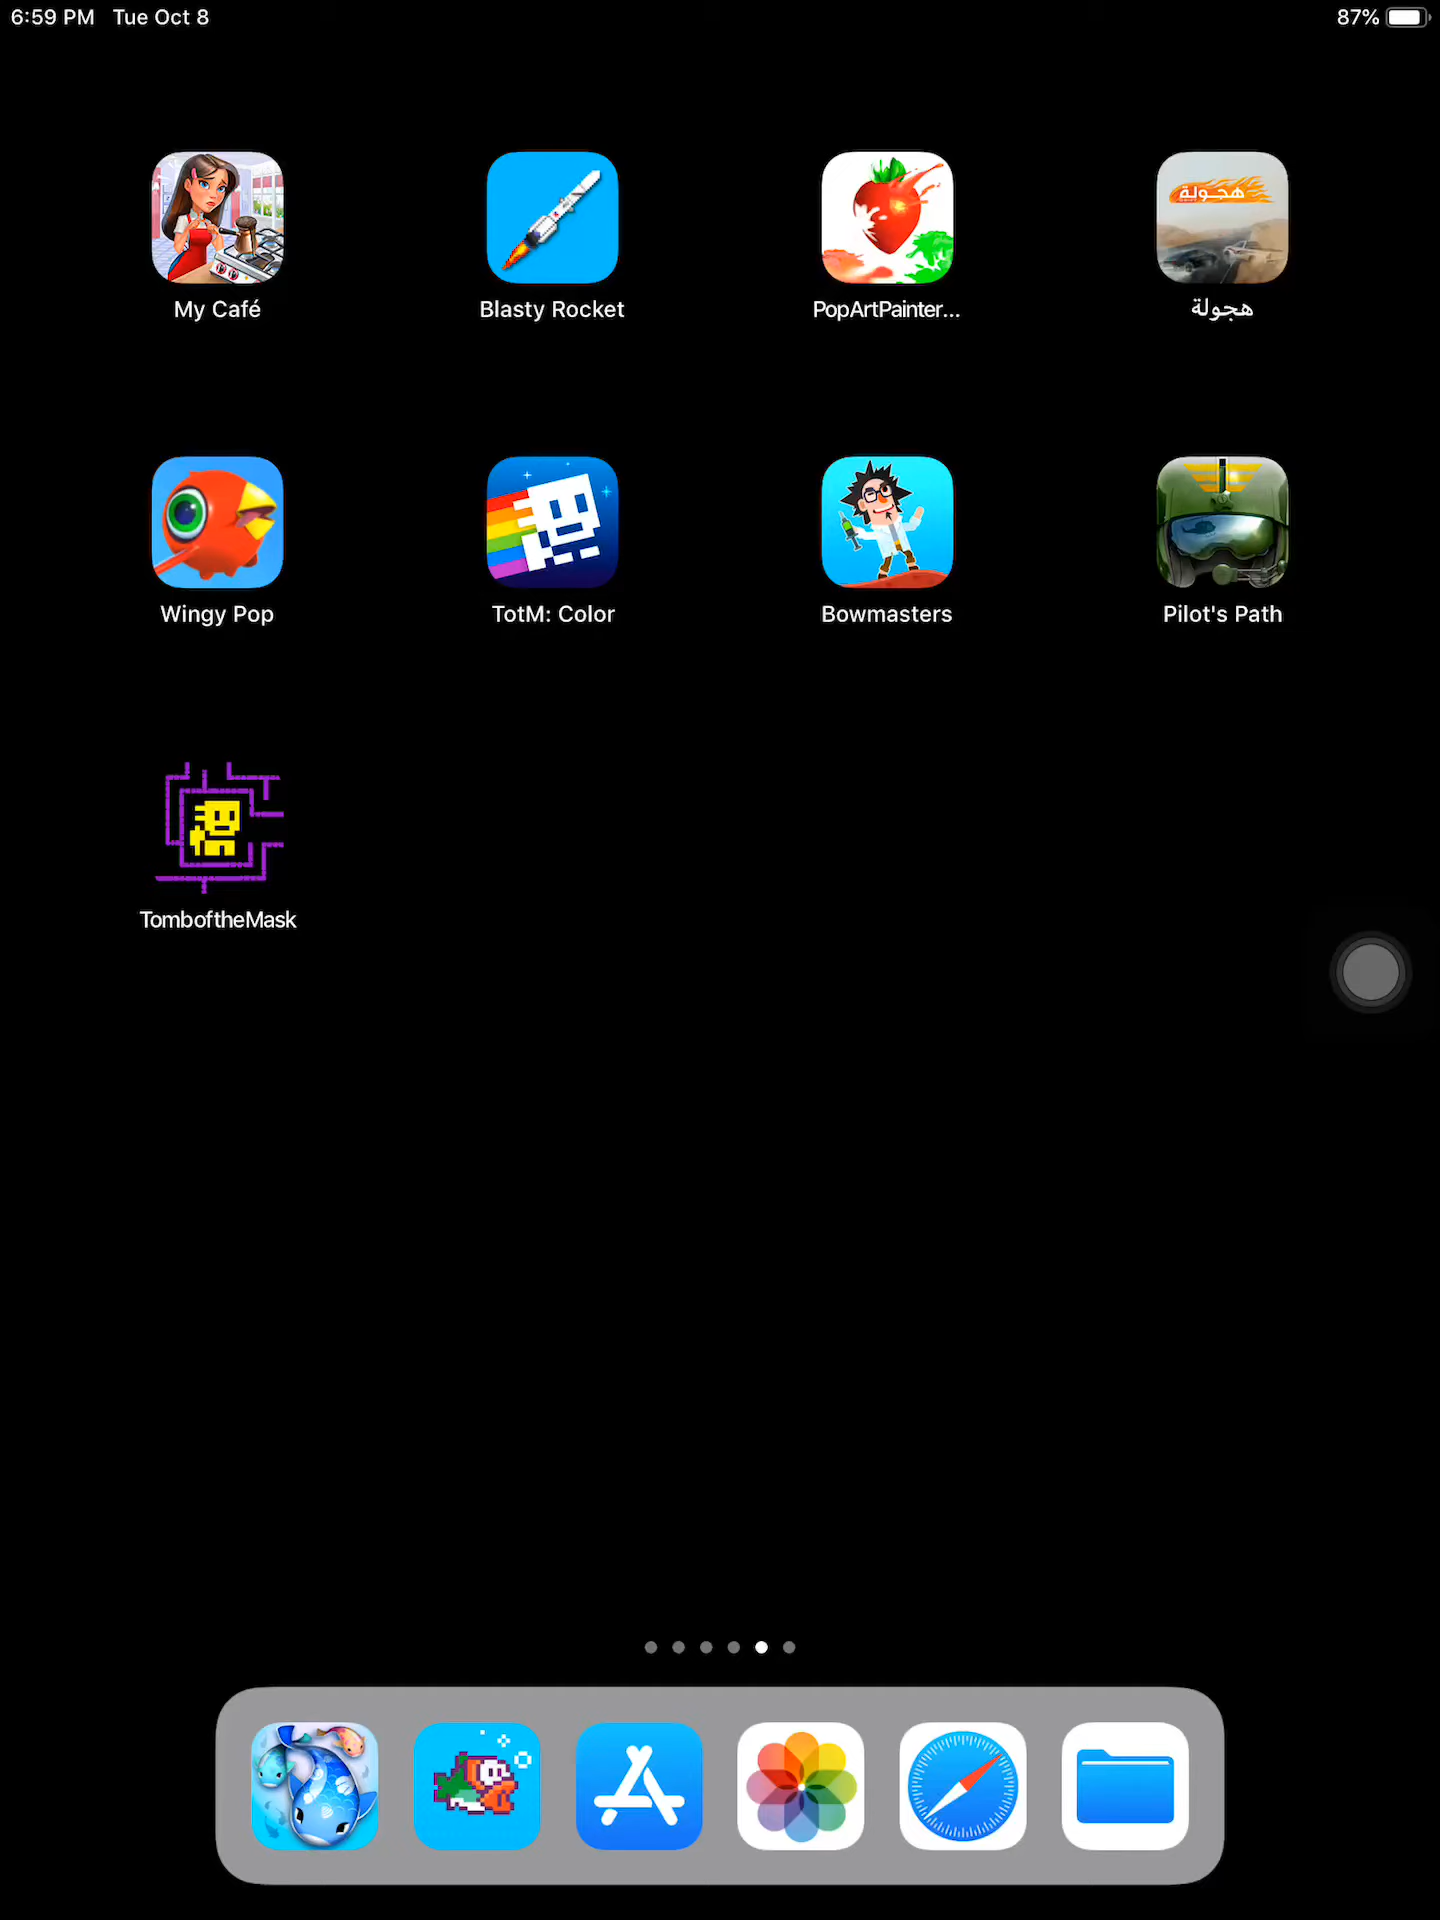 6:59 PM Tue Oct 8
87%
هجولة
My Café
Blasty Rocket
PopArtPainter...
هجولة
Wingy Pop
TotM: Color
Bowmasters
Pilot's Path
TomboftheMask